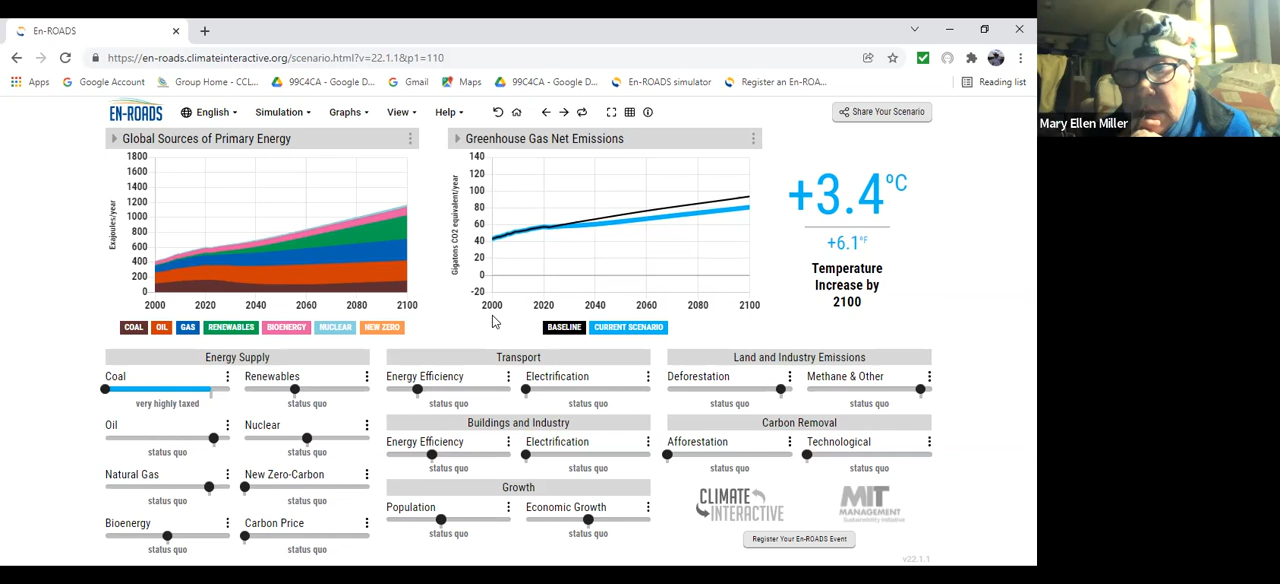 En-ROADS
https://en-roads.climateinteractive.org/scenario.html?v=22.1.1&p1=110
Apps
Google Account
Group Home - CCL...
99C4CA - Google D...
Gmail
Maps
99C4CA - Google D...
En-ROADS simulator
Register an En-ROA...
Reading list
EN-ROADS
English
Simulation
Graphs
View
Help
Share Your Scenario
Mary Ellen Miller
Global Sources of Primary Energy
1800
1600
1400
1200
1000
800
600
400
200
0
Exajoules/year
2000 2020 2040 2060 2080 2100
COAL OIL GAS RENEWABLES BIOENERGY NUCLEAR NEW ZERO
Greenhouse Gas Net Emissions
140
120
100
80
60
40
20
0
-20
Gigatons CO2 equivalent/year
2000 2020 2040 2060 2080 2100
BASELINE CURRENT SCENARIO
+3.4°C
+6.1°F
Temperature
Increase by
2100
Energy Supply
Coal
very highly taxed
Renewables
status quo
Oil
status quo
Nuclear
status quo
Natural Gas
status quo
New Zero-Carbon
status quo
Bioenergy
status quo
Carbon Price
status quo
Transport
Energy Efficiency
status quo
Electrification
status quo
Buildings and Industry
Energy Efficiency
status quo
Electrification
status quo
Growth
Population
status quo
Economic Growth
status quo
Land and Industry Emissions
Deforestation
status quo
Methane & Other
status quo
Carbon Removal
Afforestation
status quo
Technological
status quo
CLIMATE
INTERACTIVE
MIT
MANAGEMENT
Sustainability Initiative
Register Your En-ROADS Event
v22.1.1